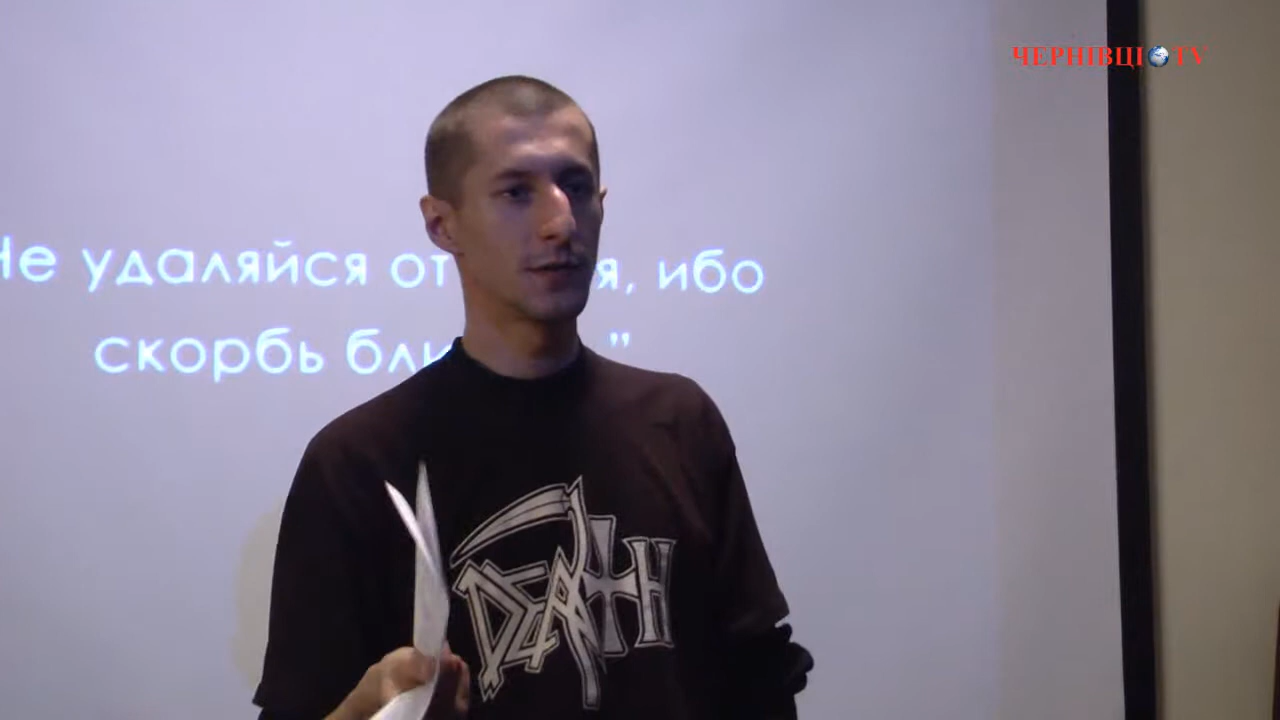 ЧЕРНІВЦІ TV
Не удаляйся от я, ибо
скорбь "
DEATH